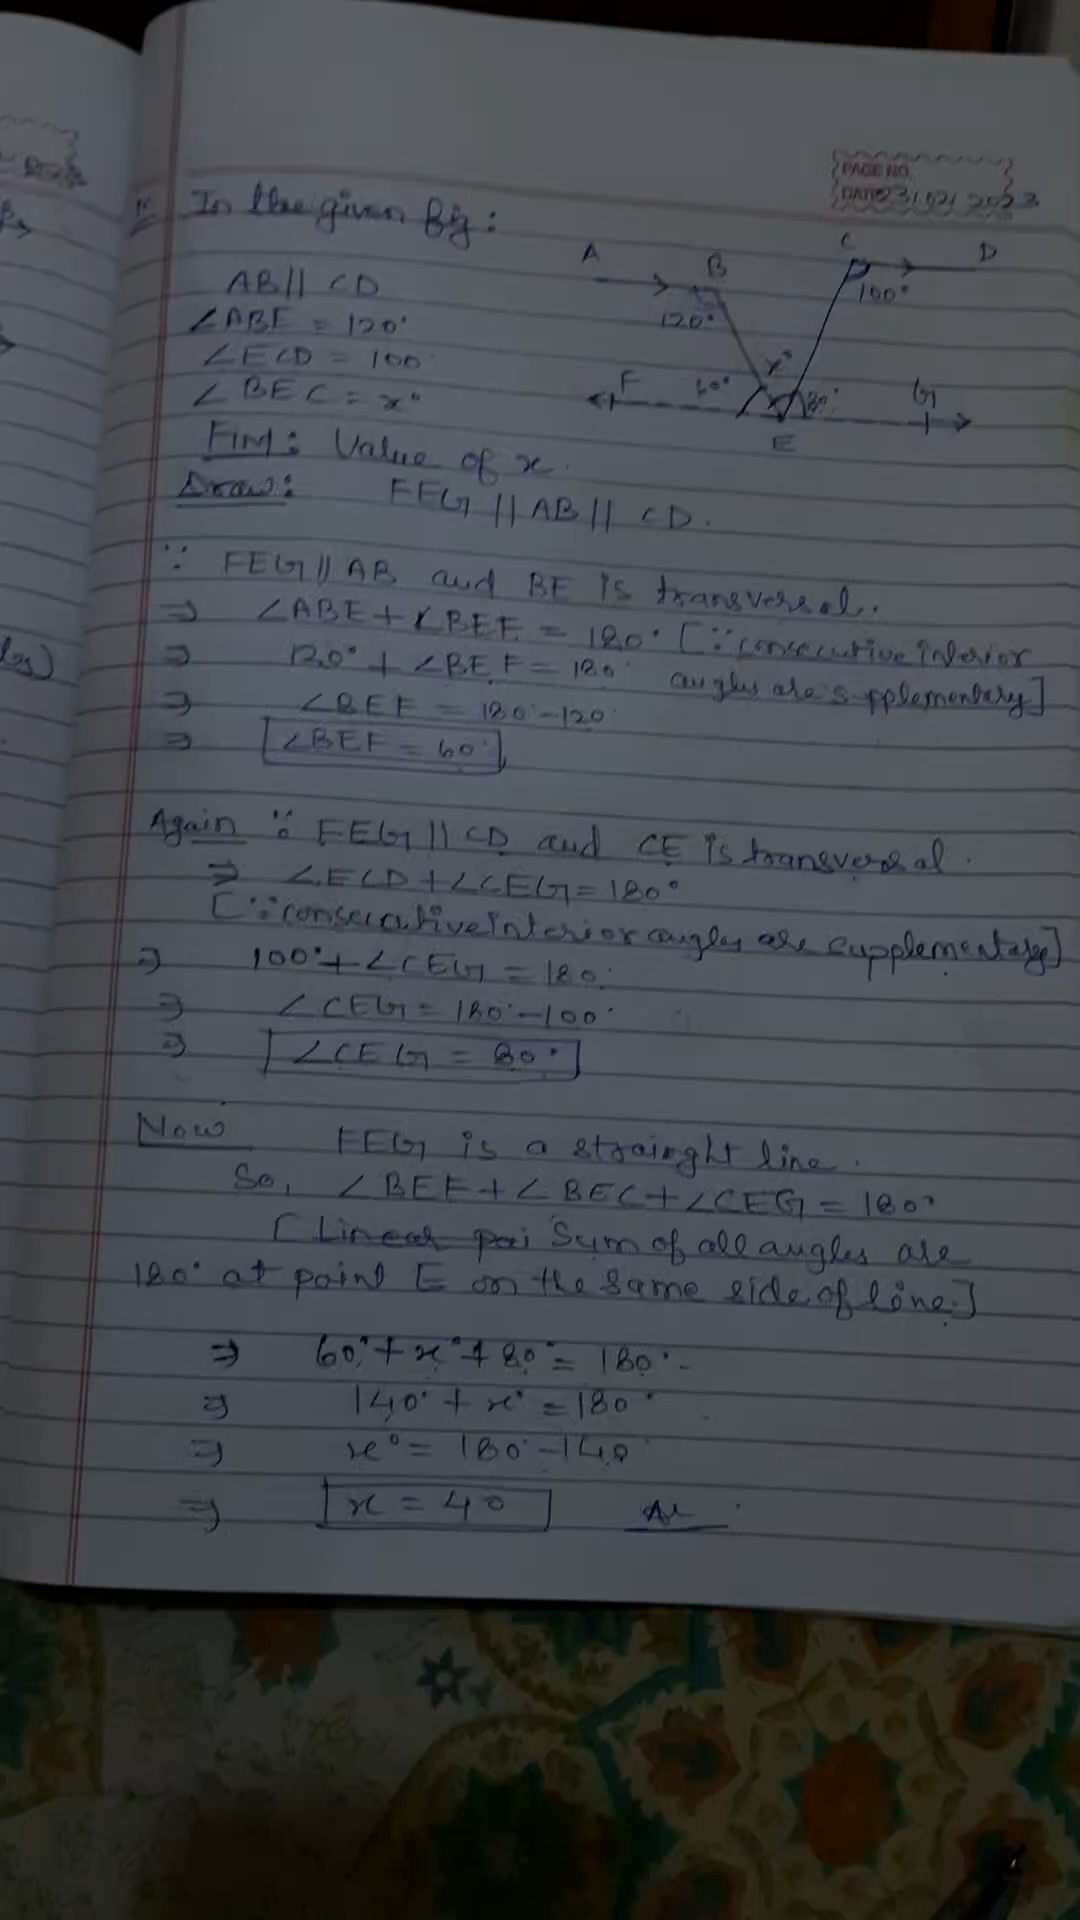 PAGE NO.
DATE 23/02/2023
In the given fig:
A B C D
AB || CD
100°
∠ABE = 120°
120°
∠ECD = 100
x°
∠BEC = x°
F 60° 80° G
E
Find: Value of x.
Draw: FEG || AB || CD.
∵ FEG || AB and BE is transversal.
⇒ ∠ABE + ∠BEF = 180° [∵ consecutive interior
⇒ 120° + ∠BEF = 180° angles are supplementary]
⇒ ∠BEF = 180° - 120°
⇒ ∠BEF = 60°
Again ∵ FEG || CD and CE is transversal.
⇒ ∠ECD + ∠CEG = 180°
[∵ consecutive interior angles are supplementary]
⇒ 100° + ∠CEG = 180°
⇒ ∠CEG = 180° - 100°
⇒ ∠CEG = 80°
Now FEG is a strainght line.
So, ∠BEF + ∠BEC + ∠CEG = 180°
[Linear pai Sum of all angles are
180° at point E on the same side of line.]
⇒ 60° + x° + 80° = 180°
⇒ 140° + x° = 180°
⇒ x° = 180° - 140°
⇒ x = 40